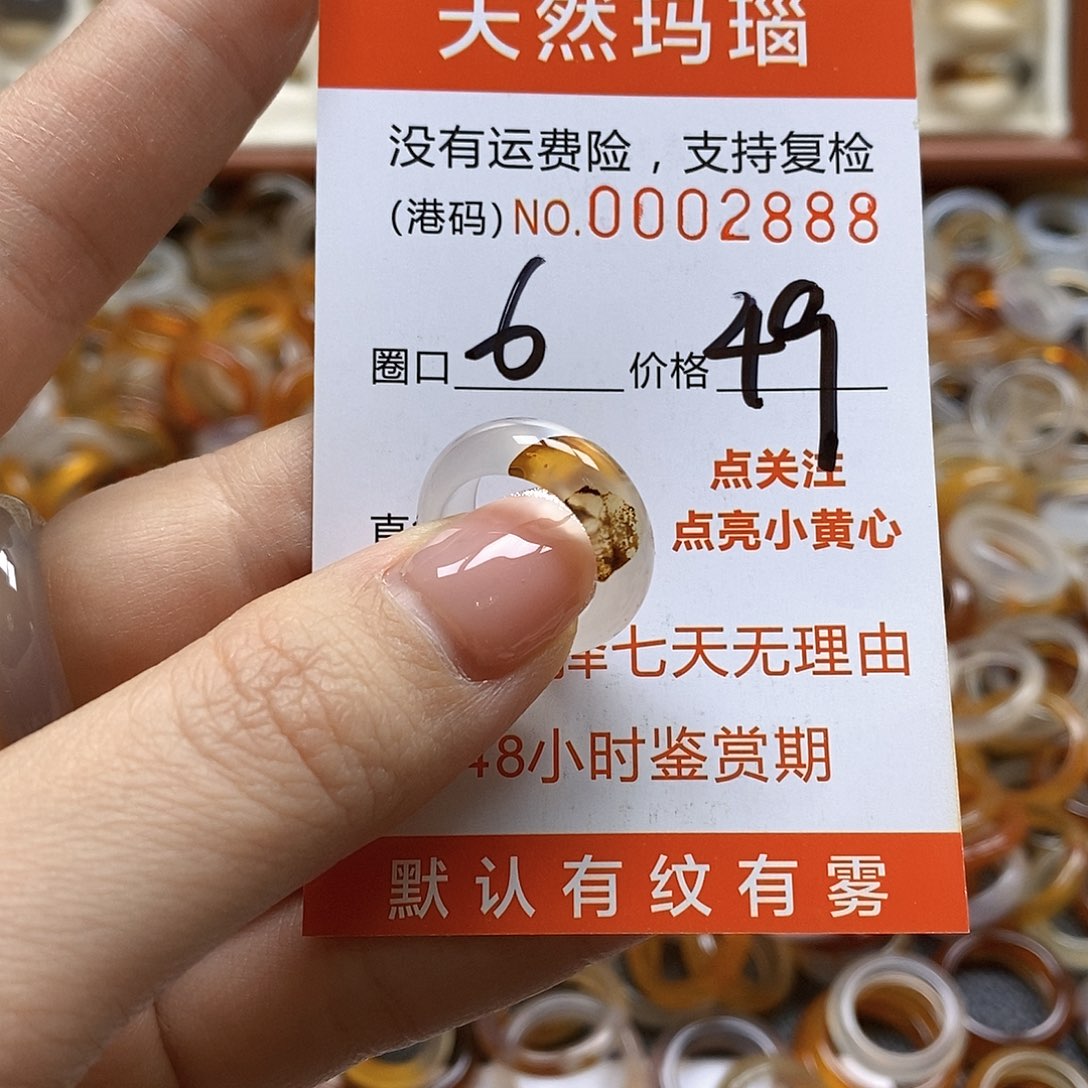 天然玛瑙
没有运费险，支持复检
(港码) NO.0002888
圈口 6 价格 49
点关注
点亮小黄心
七天无理由
48小时鉴赏期
默认有纹有雾